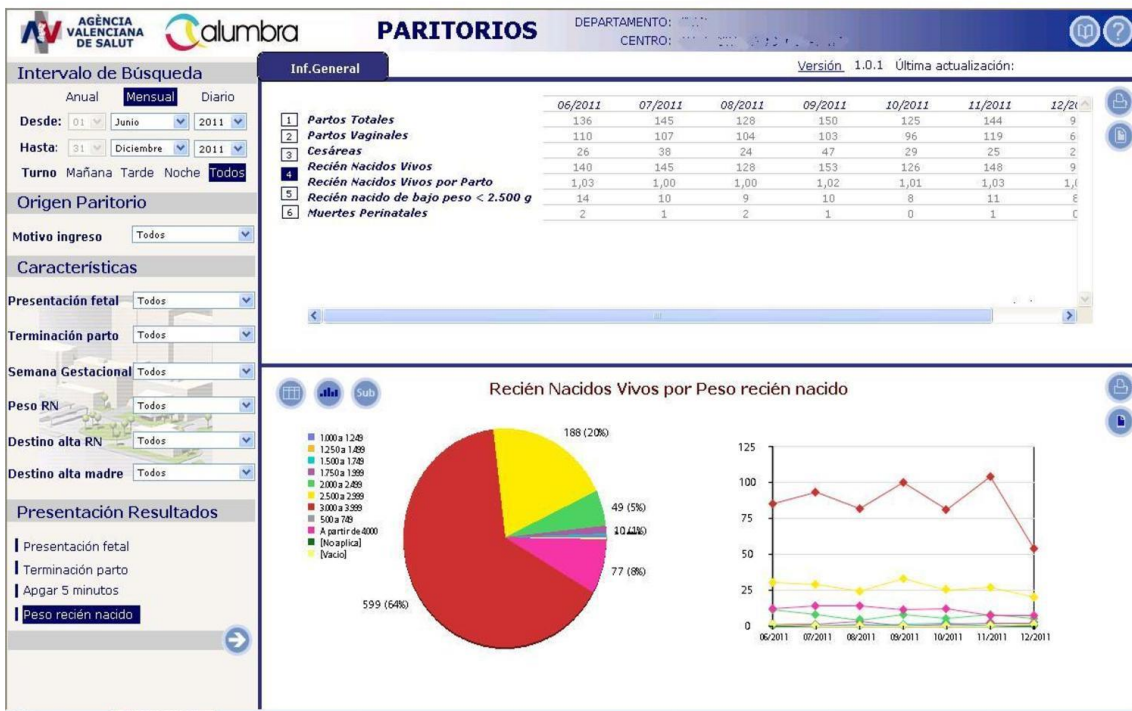 AGÈNCIA
VALENCIANA
DE SALUT
alumbra
PARITORIOS
DEPARTAMENTO:
CENTRO:
Intervalo de Búsqueda
Anual Mensual Diario
Desde: 01 Junio 2011
Hasta: 31 Diciembre 2011
Turno Mañana Tarde Noche Todos
Origen Paritorio
Motivo ingreso Todos
Características
Presentación fetal Todos
Terminación parto Todos
Semana Gestacional Todos
Peso RN Todos
Destino alta RN Todos
Destino alta madre Todos
Presentación Resultados
Presentación fetal
Terminación parto
Apgar 5 minutos
Peso recién nacido
Inf.General
Versión 1.0.1 Última actualización:
06/2011 07/2011 08/2011 09/2011 10/2011 11/2011
1 Partos Totales 136 145 128 150 125 144 9
2 Partos Vaginales 110 107 104 103 96 119 6
3 Cesáreas 26 38 24 47 29 25 2
4 Recién Nacidos Vivos 140 145 128 153 126 148 9
Recién Nacidos Vivos por Parto 1,03 1,00 1,00 1,02 1,01 1,03
5 Recién nacido de bajo peso < 2.500 g 14 10 9 10 8 11
6 Muertes Perinatales 2 1 2 1 0 1
Sub
Recién Nacidos Vivos por Peso recién nacido
1.000 a 1.249
1.250 a 1.499
1.500 a 1.749
1.750 a 1.999
2.000 a 2.499
2.500 a 2.999
3.000 a 3.999
500 a 749
A partir de 4.000
[No aplica]
[Vacio]
188 (20%)
49 (5%)
10 (1%)
77 (8%)
599 (64%)
125
100
75
50
25
0
06/2011 07/2011 08/2011 09/2011 10/2011 11/2011 12/2011